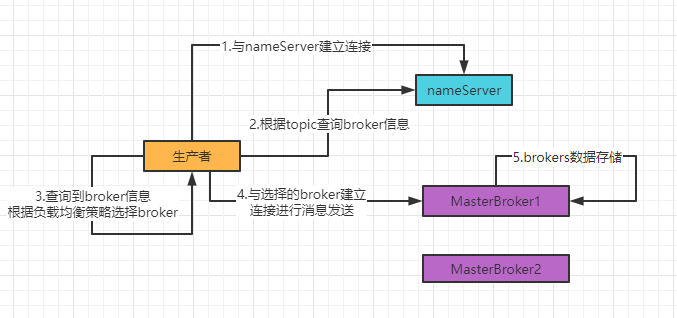 1.与nameServer建立连接
nameServer
2.根据topic查询broker信息
生产者
5.brokers数据存储
3.查询到broker信息
根据负载均衡策略选择broker
4.与选择的broker建立
连接进行消息发送
MasterBroker1
MasterBroker2